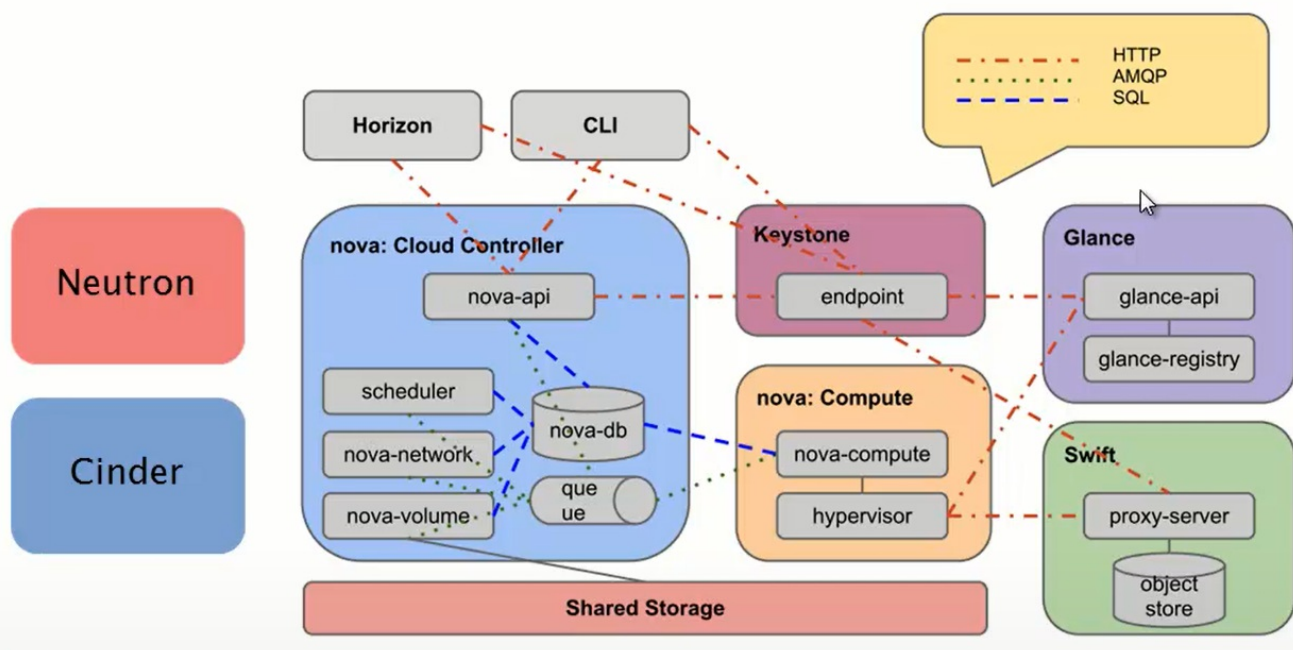 HTTP
AMQP
SQL
Horizon
CLI
Neutron
Cinder
nova: Cloud Controller
nova-api
scheduler
nova-network
nova-volume
nova-db
que
ue
Keystone
endpoint
nova: Compute
nova-compute
hypervisor
Glance
glance-api
glance-registry
Swift
proxy-server
object
store
Shared Storage